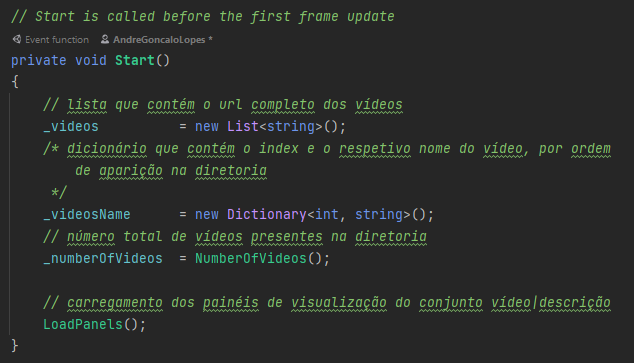 // Start is called before the first frame update
Event function AndreGoncaloLopes *
private void Start()
{
// lista que contém o url completo dos vídeos
_videos = new List<string>();
/* dicionário que contém o index e o respetivo nome do vídeo, por ordem
de aparição na diretoria
*/
_videosName = new Dictionary<int, string>();
// número total de vídeos presentes na diretoria
_numberOfVideos = NumberOfVideos();
// carregamento dos painéis de visualização do conjunto vídeo|descrição
LoadPanels();
}